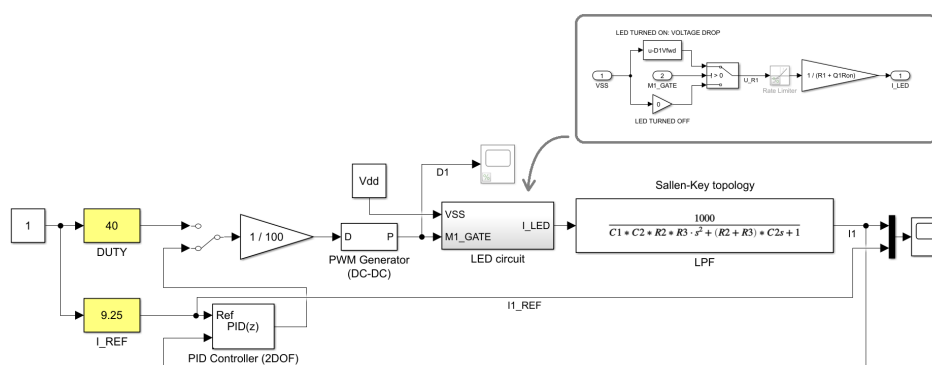 LED TURNED ON: VOLTAGE DROP
u-D1Vfwd
1
VSS
2
M1_GATE
> 0
U_R1
Rate Limiter
1 / (R1 + Q1Ron)
1
I_LED
0
LED TURNED OFF
D1
Vdd
Sallen-Key topology
1
40
DUTY
1 / 100
D P
PWM Generator
(DC-DC)
VSS
I_LED
M1_GATE
LED circuit
1000
C1 * C2 * R2 * R3 · s² + (R2 + R3) * C2s + 1
LPF
I1
I1_REF
9.25
I_REF
Ref
PID(z)
PID Controller (2DOF)